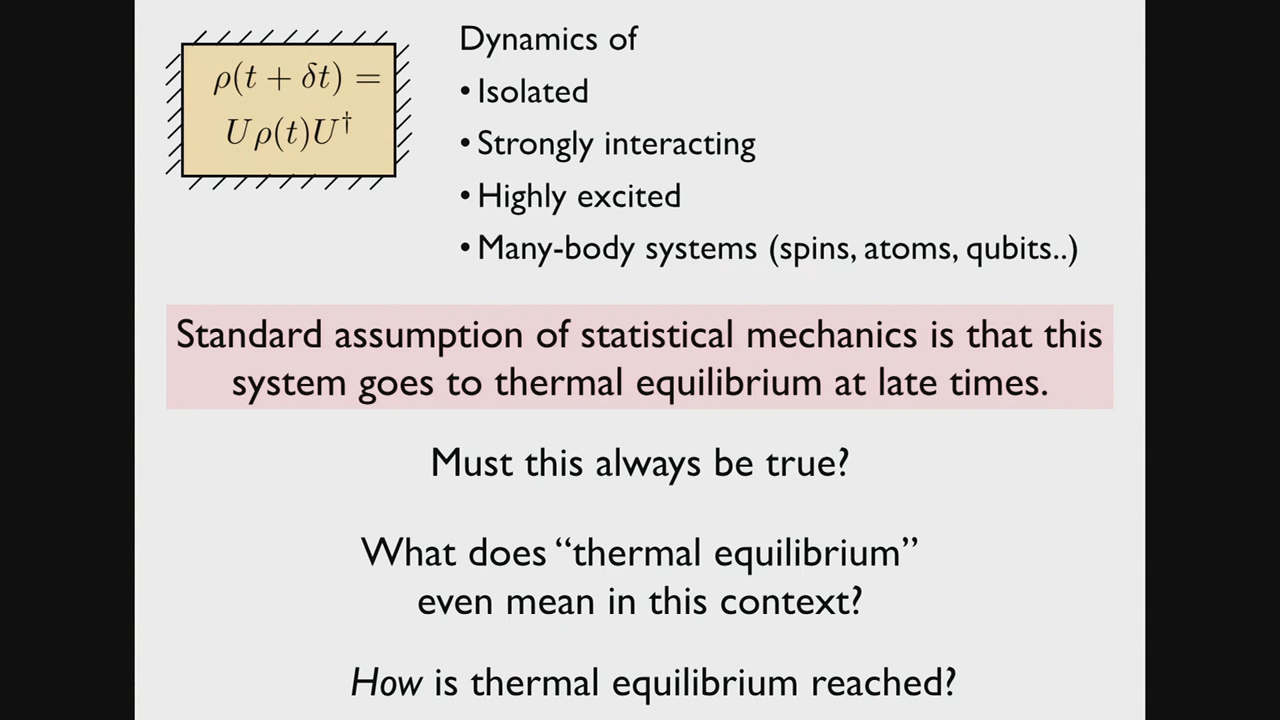 ρ(t + δt) =
Uρ(t)U†
Dynamics of
• Isolated
• Strongly interacting
• Highly excited
• Many-body systems (spins, atoms, qubits..)
Standard assumption of statistical mechanics is that this
system goes to thermal equilibrium at late times.
Must this always be true?
What does “thermal equilibrium”
even mean in this context?
How is thermal equilibrium reached?